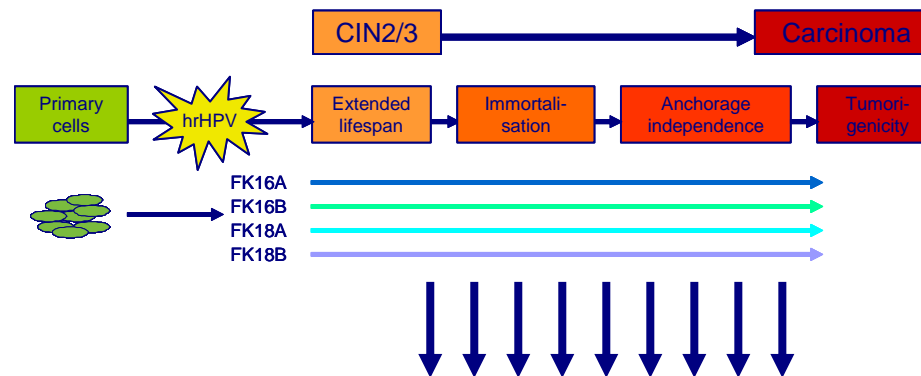 CIN2/3
Carcinoma
Primary
cells
hrHPV
Extended
lifespan
Immortali-
sation
Anchorage
independence
Tumori-
genicity
FK16A
FK16B
FK18A
FK18B